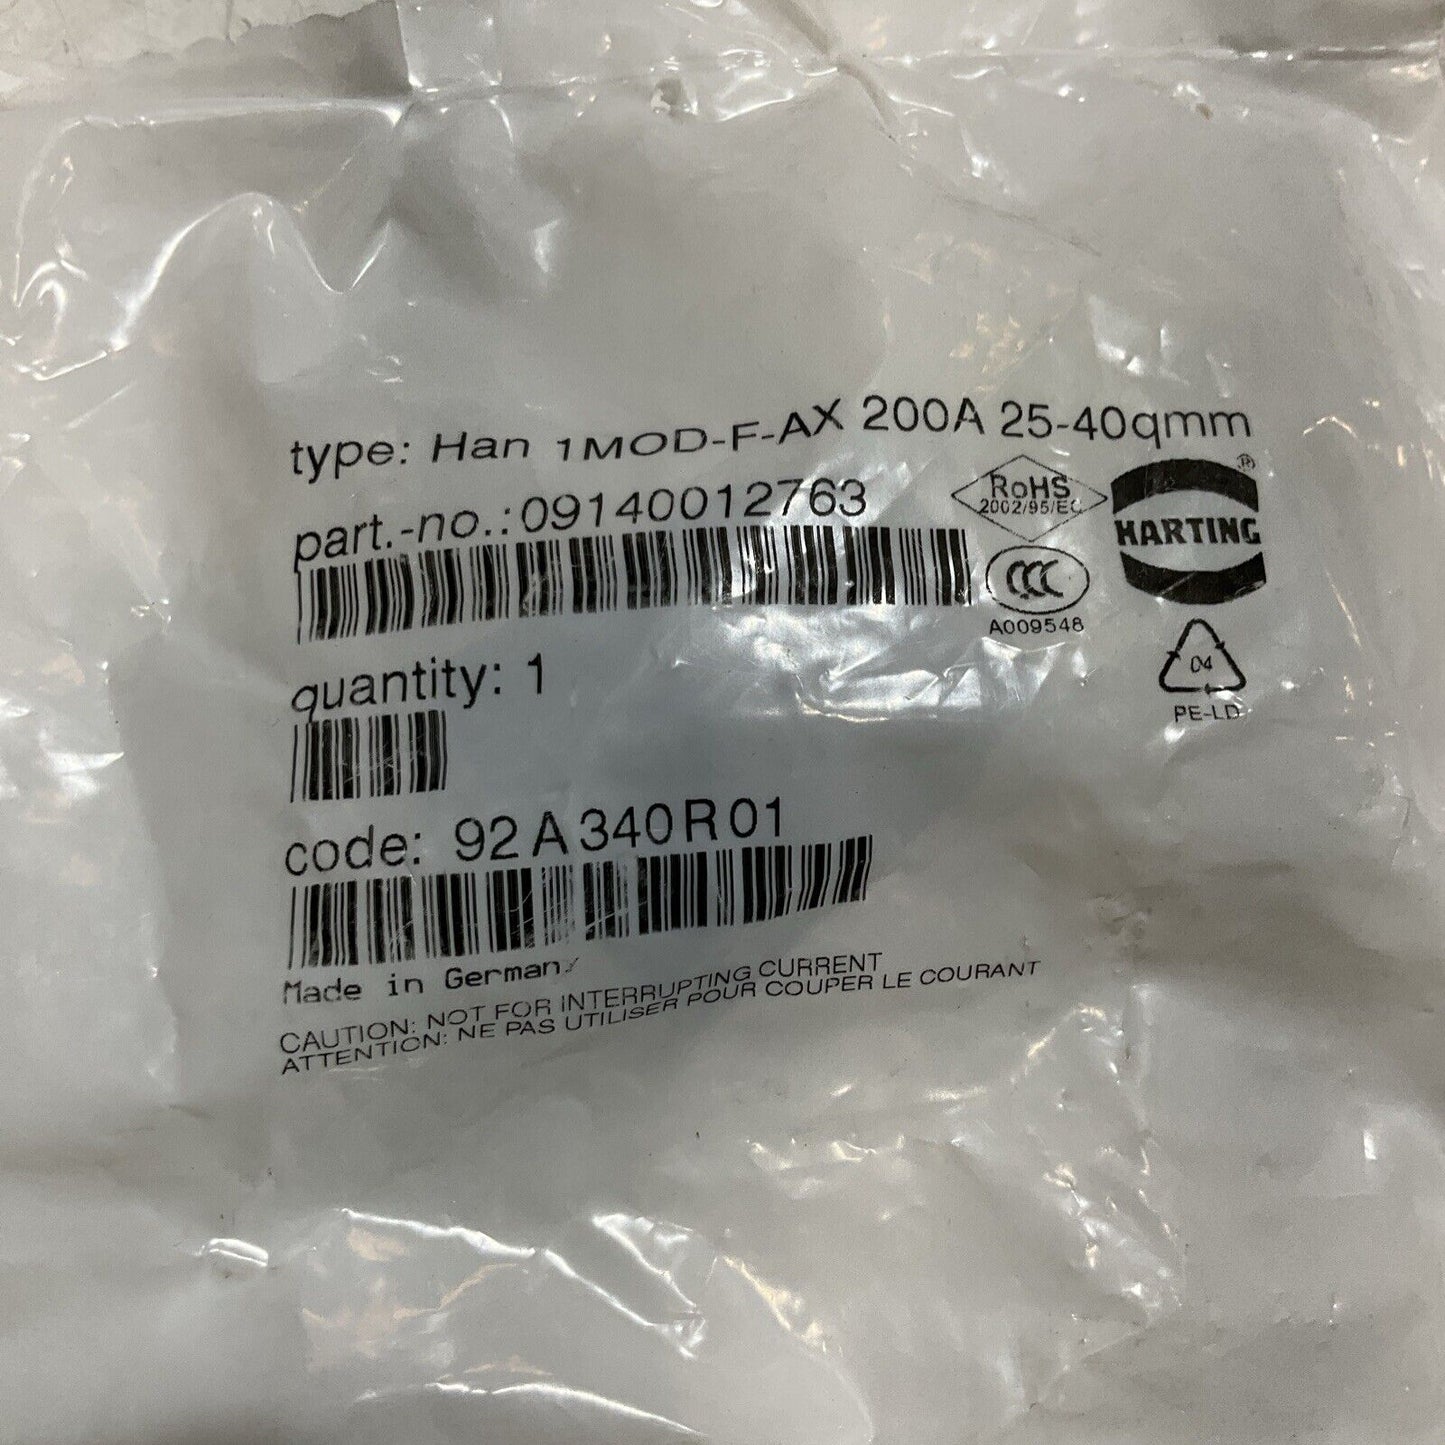 type: Han 1MOD-F-AX 200A 25-40qmm
part.-no.:09140012763
RoHS
2002/95/EC
®
HARTING
CCC
A009548
quantity: 1
04
PE-LD
code: 92 A 340 R 01
Made in Germany
CAUTION: NOT FOR INTERRUPTING CURRENT
ATTENTION: NE PAS UTILISER POUR COUPER LE COURANT